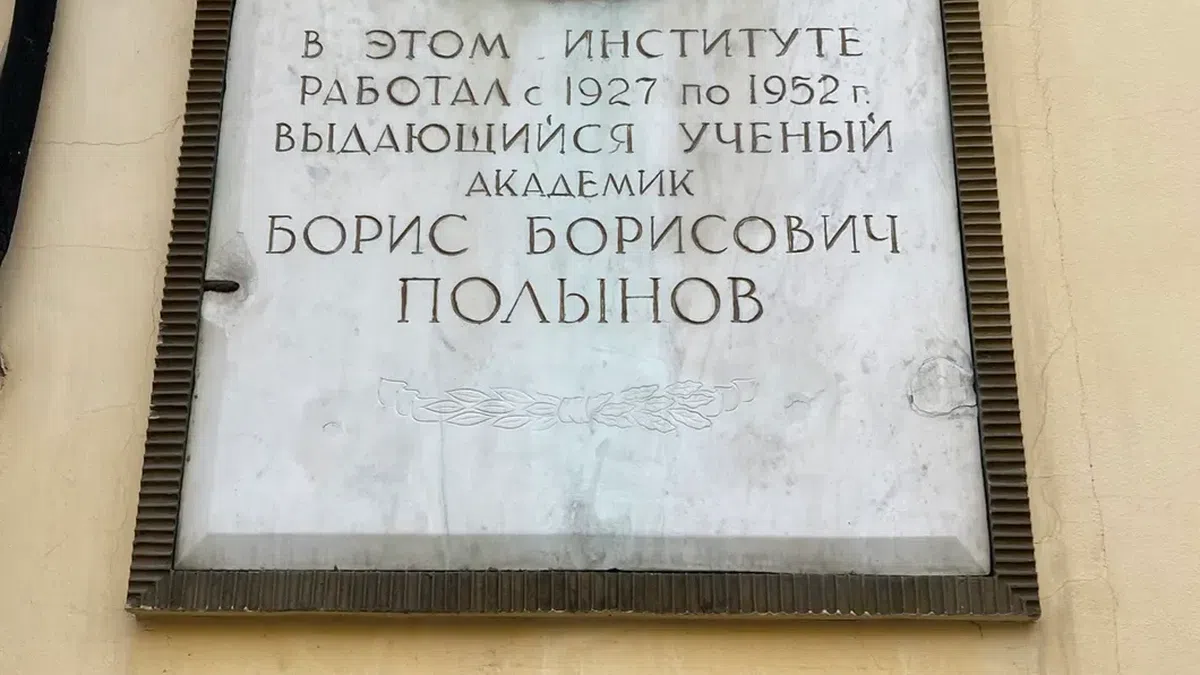 В ЭТОМ ИНСТИТУТЕ
РАБОТАЛ с 1927 по 1952 г.
ВЫДАЮЩИЙСЯ УЧЕНЫЙ
АКАДЕМИК
БОРИС БОРИСОВИЧ
ПОЛЫНОВ